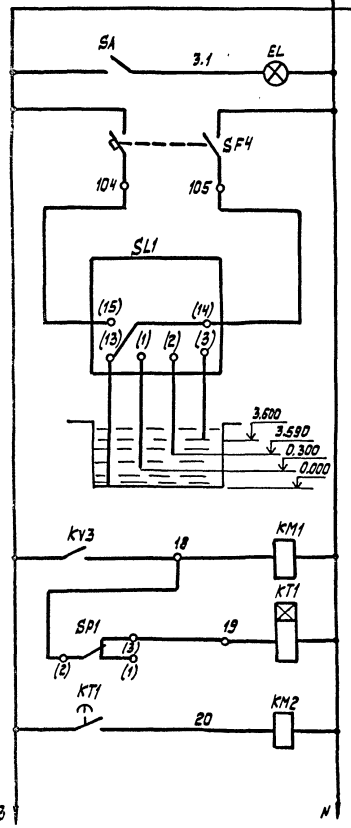 SA 3.1 EL
SF4
104 105
SL1
(15) (14)
(13) (1) (2) (3)
3.600
3.590
0.300
0.000
KV3 18 KM1
KT1
SP1 (3) 19
(2) (1)
KT1 20 KM2
В N